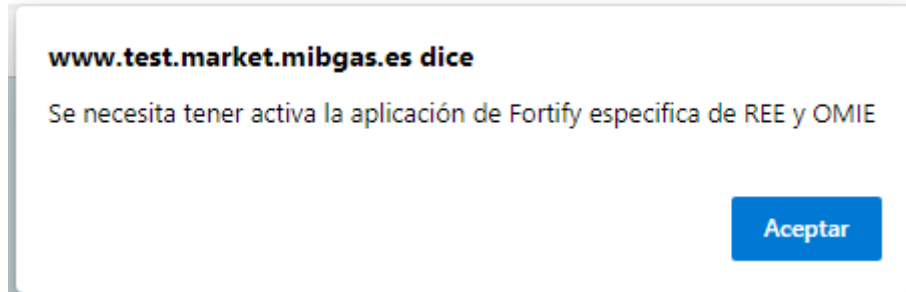 www.test.market.mibgas.es dice
Se necesita tener activa la aplicación de Fortify especifica de REE y OMIE
Aceptar